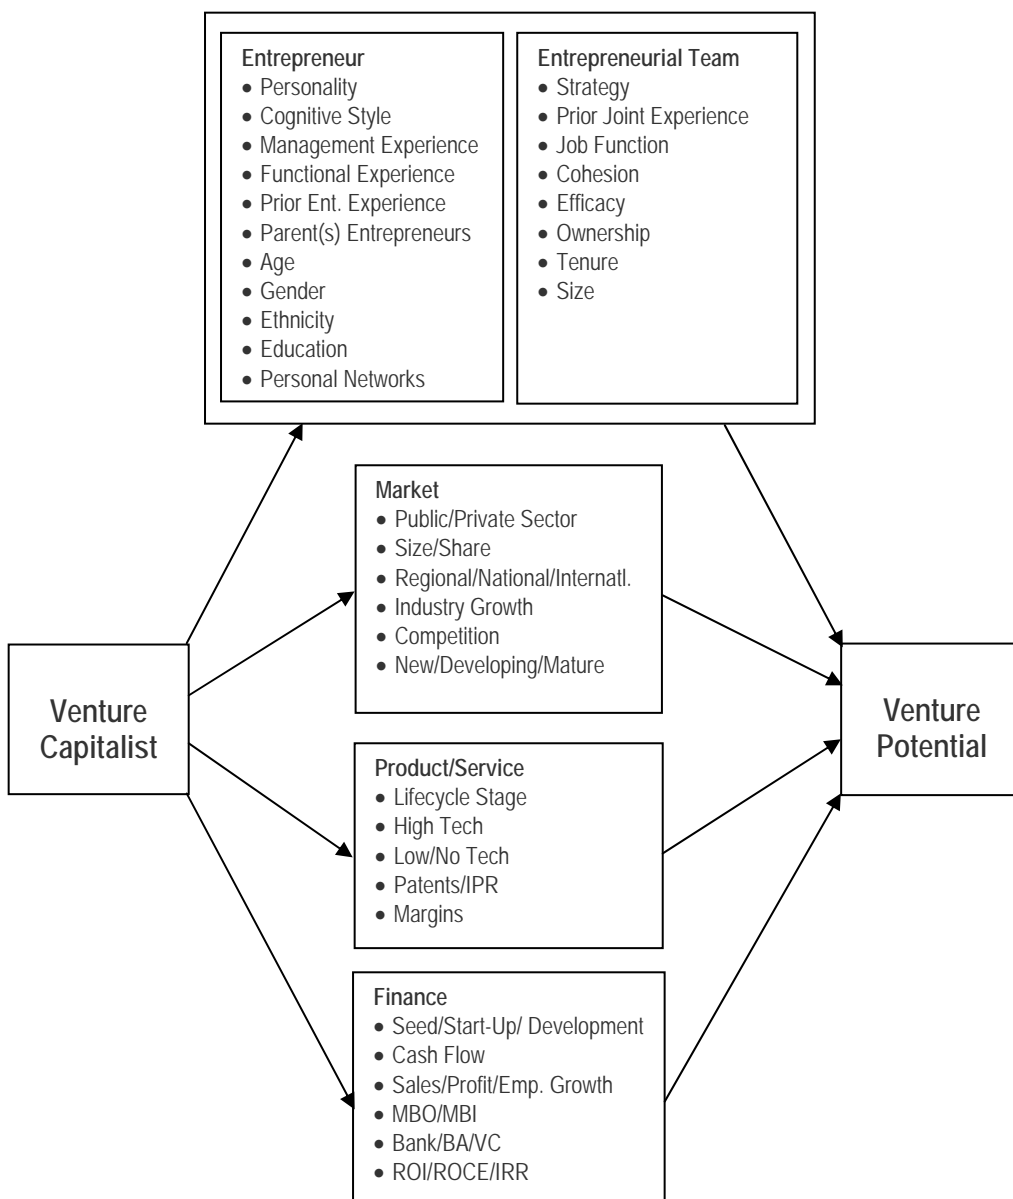 Entrepreneur
• Personality
• Cognitive Style
• Management Experience
• Functional Experience
• Prior Ent. Experience
• Parent(s) Entrepreneurs
• Age
• Gender
• Ethnicity
• Education
• Personal Networks
Entrepreneurial Team
• Strategy
• Prior Joint Experience
• Job Function
• Cohesion
• Efficacy
• Ownership
• Tenure
• Size
Market
• Public/Private Sector
• Size/Share
• Regional/National/Internatl.
• Industry Growth
• Competition
• New/Developing/Mature
Venture
Capitalist
Venture
Potential
Product/Service
• Lifecycle Stage
• High Tech
• Low/No Tech
• Patents/IPR
• Margins
Finance
• Seed/Start-Up/ Development
• Cash Flow
• Sales/Profit/Emp. Growth
• MBO/MBI
• Bank/BA/VC
• ROI/ROCE/IRR